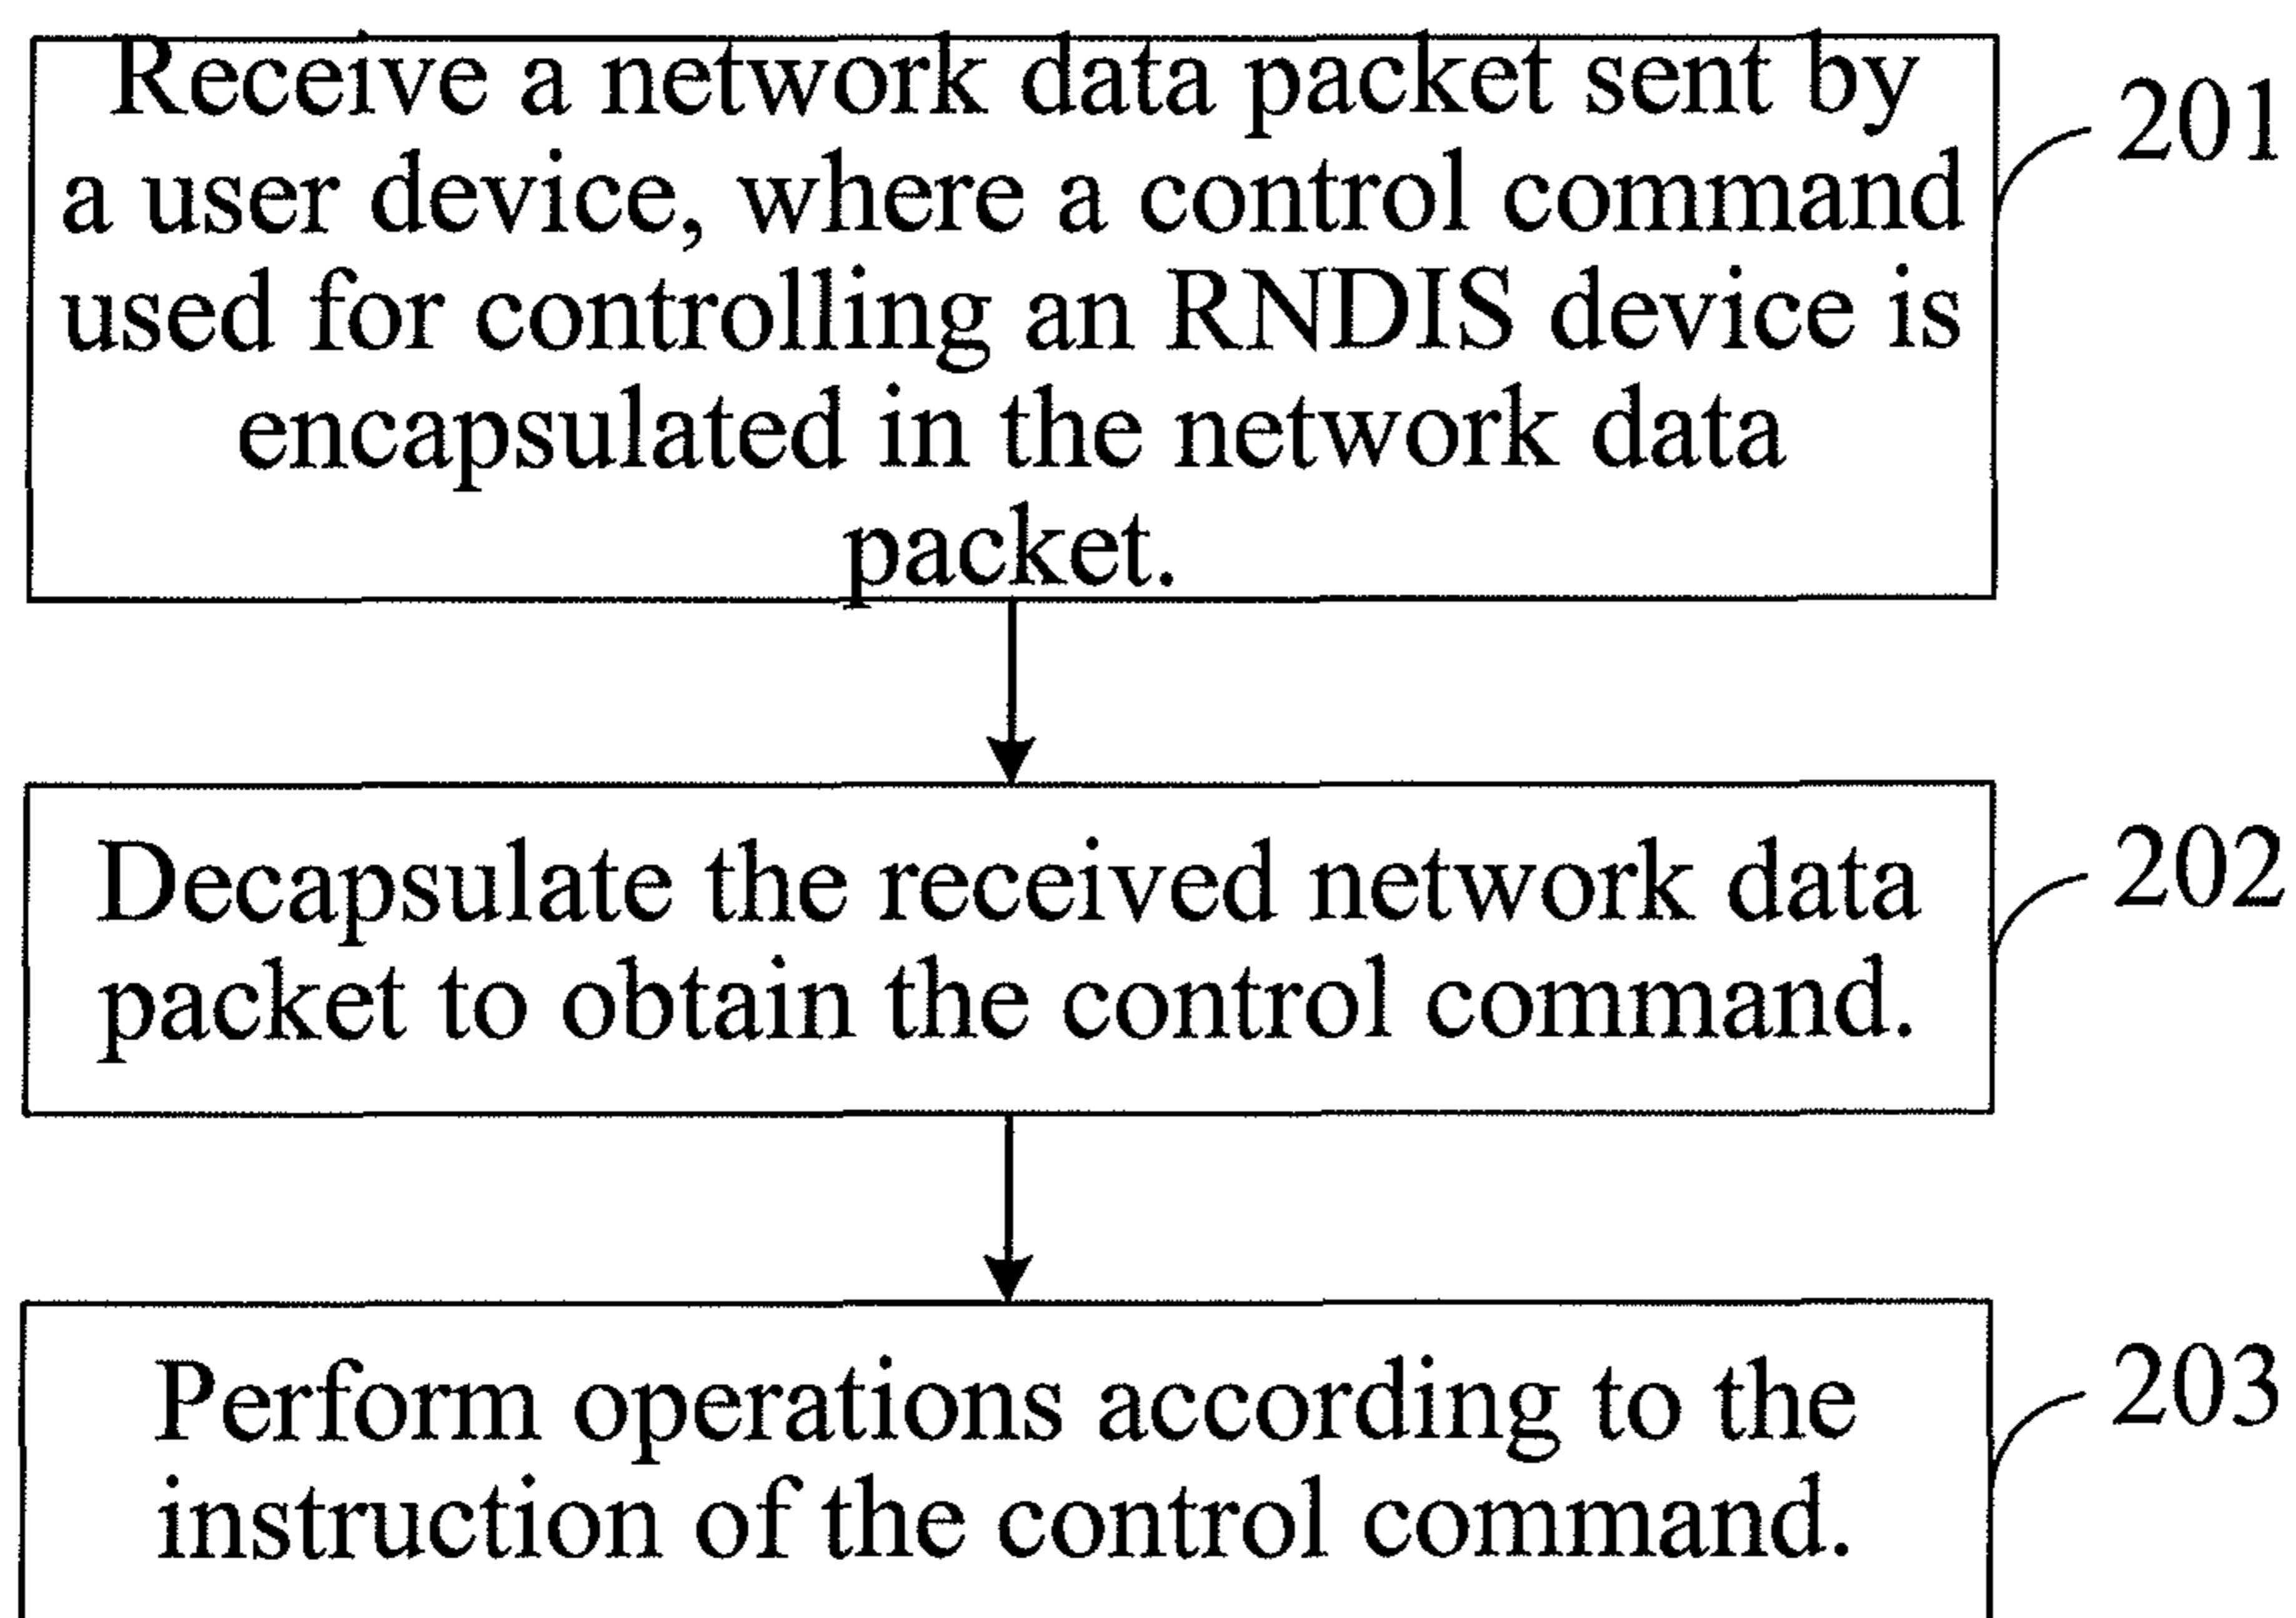 Receive a network data packet sent by
a user device, where a control command
used for controlling an RNDIS device is
encapsulated in the network data
packet.
201
Decapsulate the received network data
packet to obtain the control command.
202
Perform operations according to the
instruction of the control command.
203